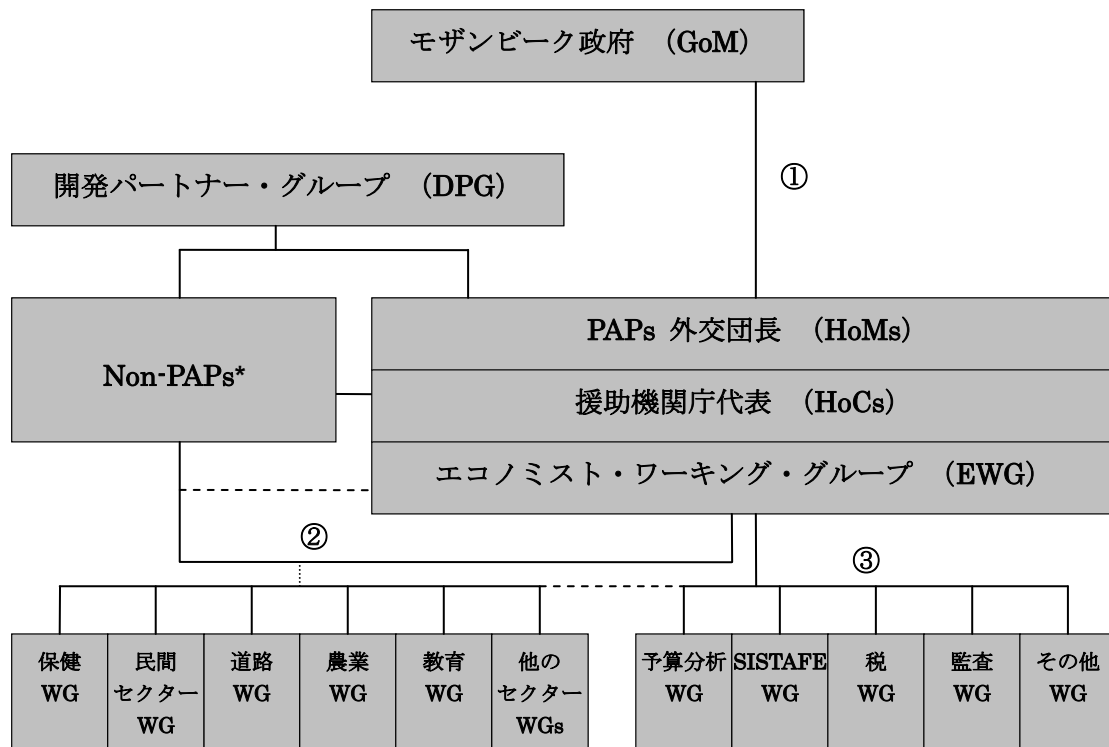 モザンビーク政府 （GoM）
①
開発パートナー・グループ （DPG）
Non-PAPs*
PAPs 外交団長 （HoMs）
援助機関庁代表 （HoCs）
エコノミスト・ワーキング・グループ （EWG）
②
③
保健
WG
民間
セクター
WG
道路
WG
農業
WG
教育
WG
他の
セクター
WGs
予算分析
WG
SISTAFE
WG
税
WG
監査
WG
その他
WG